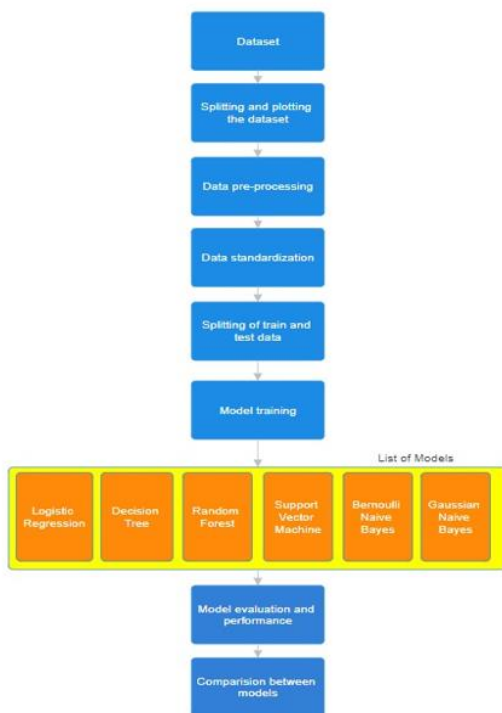 Dataset
Splitting and plotting
the dataset
Data pre-processing
Data standardization
Splitting of train and
test data
Model training
List of Models
Logistic
Regression
Decision
Tree
Random
Forest
Support
Vector
Machine
Bernoulli
Naive
Bayes
Gaussian
Naive
Bayes
Model evaluation and
performance
Comparision between
models